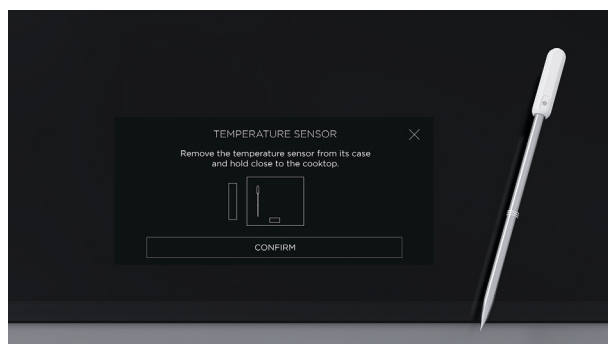 TEMPERATURE SENSOR
Remove the temperature sensor from its case
and hold close to the cooktop.
CONFIRM